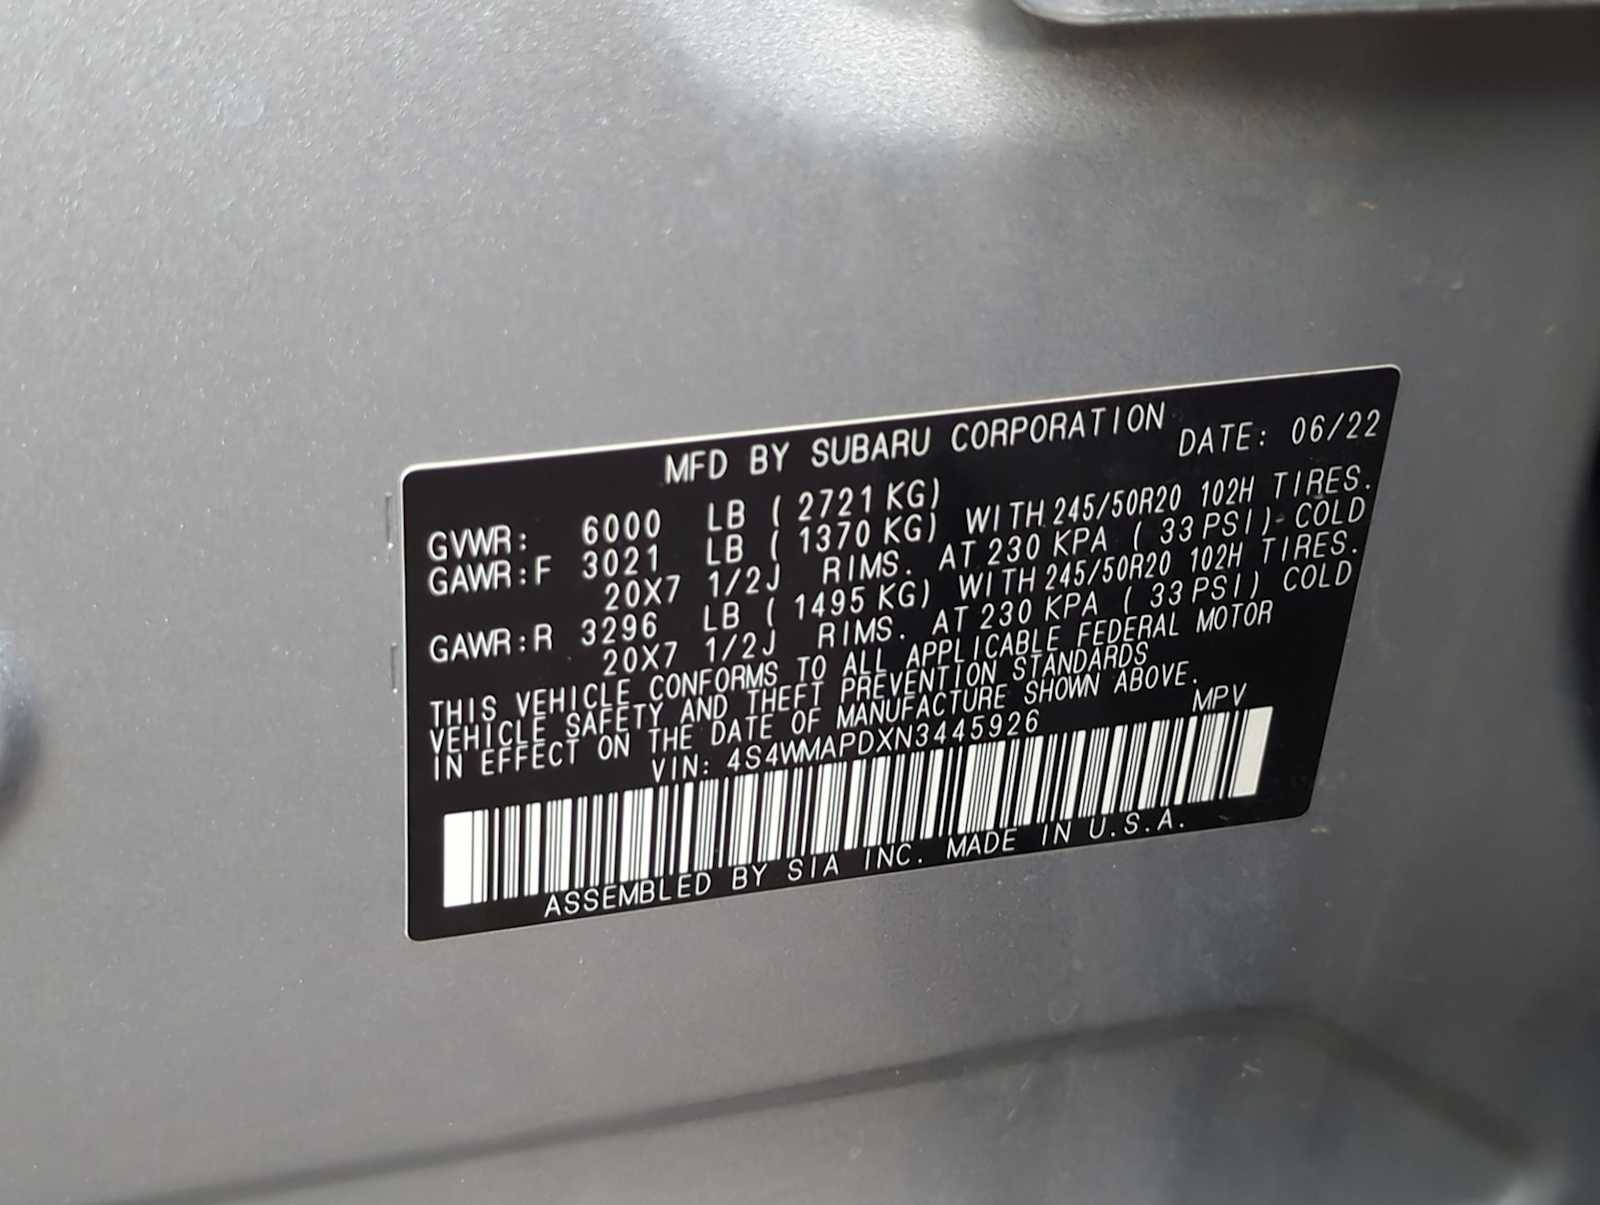 MFD BY SUBARU CORPORATION DATE: 06/22
GVWR: 6000 LB ( 2721 KG)
GAWR:F 3021 LB ( 1370 KG) WITH 245/50R20 102H TIRES.
20X7 1/2J RIMS. AT 230 KPA ( 33 PSI) COLD
GAWR:R 3296 LB ( 1495 KG) WITH 245/50R20 102H TIRES.
20X7 1/2J RIMS. AT 230 KPA ( 33 PSI) COLD
THIS VEHICLE CONFORMS TO ALL APPLICABLE FEDERAL MOTOR
VEHICLE SAFETY AND THEFT PREVENTION STANDARDS
IN EFFECT ON THE DATE OF MANUFACTURE SHOWN ABOVE.
VIN: 4S4WMAPDXN3445926 MPV
ASSEMBLED BY SIA INC. MADE IN U.S.A.